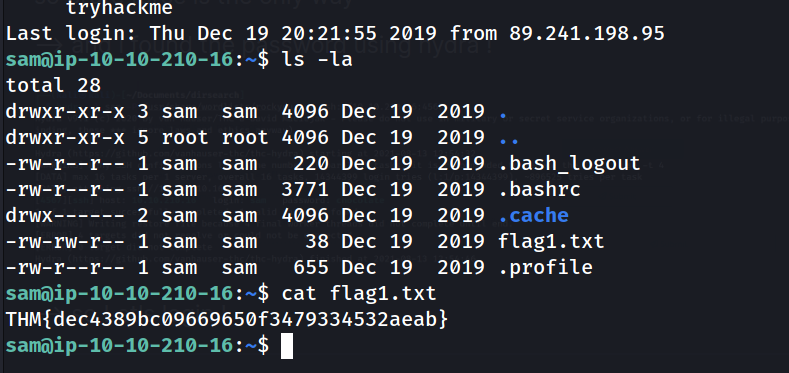 tryhackme
Last login: Thu Dec 19 20:21:55 2019 from 89.241.198.95
sam@ip-10-10-210-16:~$ ls -la
total 28
drwxr-xr-x 3 sam  sam  4096 Dec 19  2019 .
drwxr-xr-x 5 root root 4096 Dec 19  2019 ..
-rw-r--r-- 1 sam  sam   220 Dec 19  2019 .bash_logout
-rw-r--r-- 1 sam  sam  3771 Dec 19  2019 .bashrc
drwx------ 2 sam  sam  4096 Dec 19  2019 .cache
-rw-rw-r-- 1 sam  sam    38 Dec 19  2019 flag1.txt
-rw-r--r-- 1 sam  sam   655 Dec 19  2019 .profile
sam@ip-10-10-210-16:~$ cat flag1.txt
THM{dec4389bc09669650f3479334532aeab}
sam@ip-10-10-210-16:~$